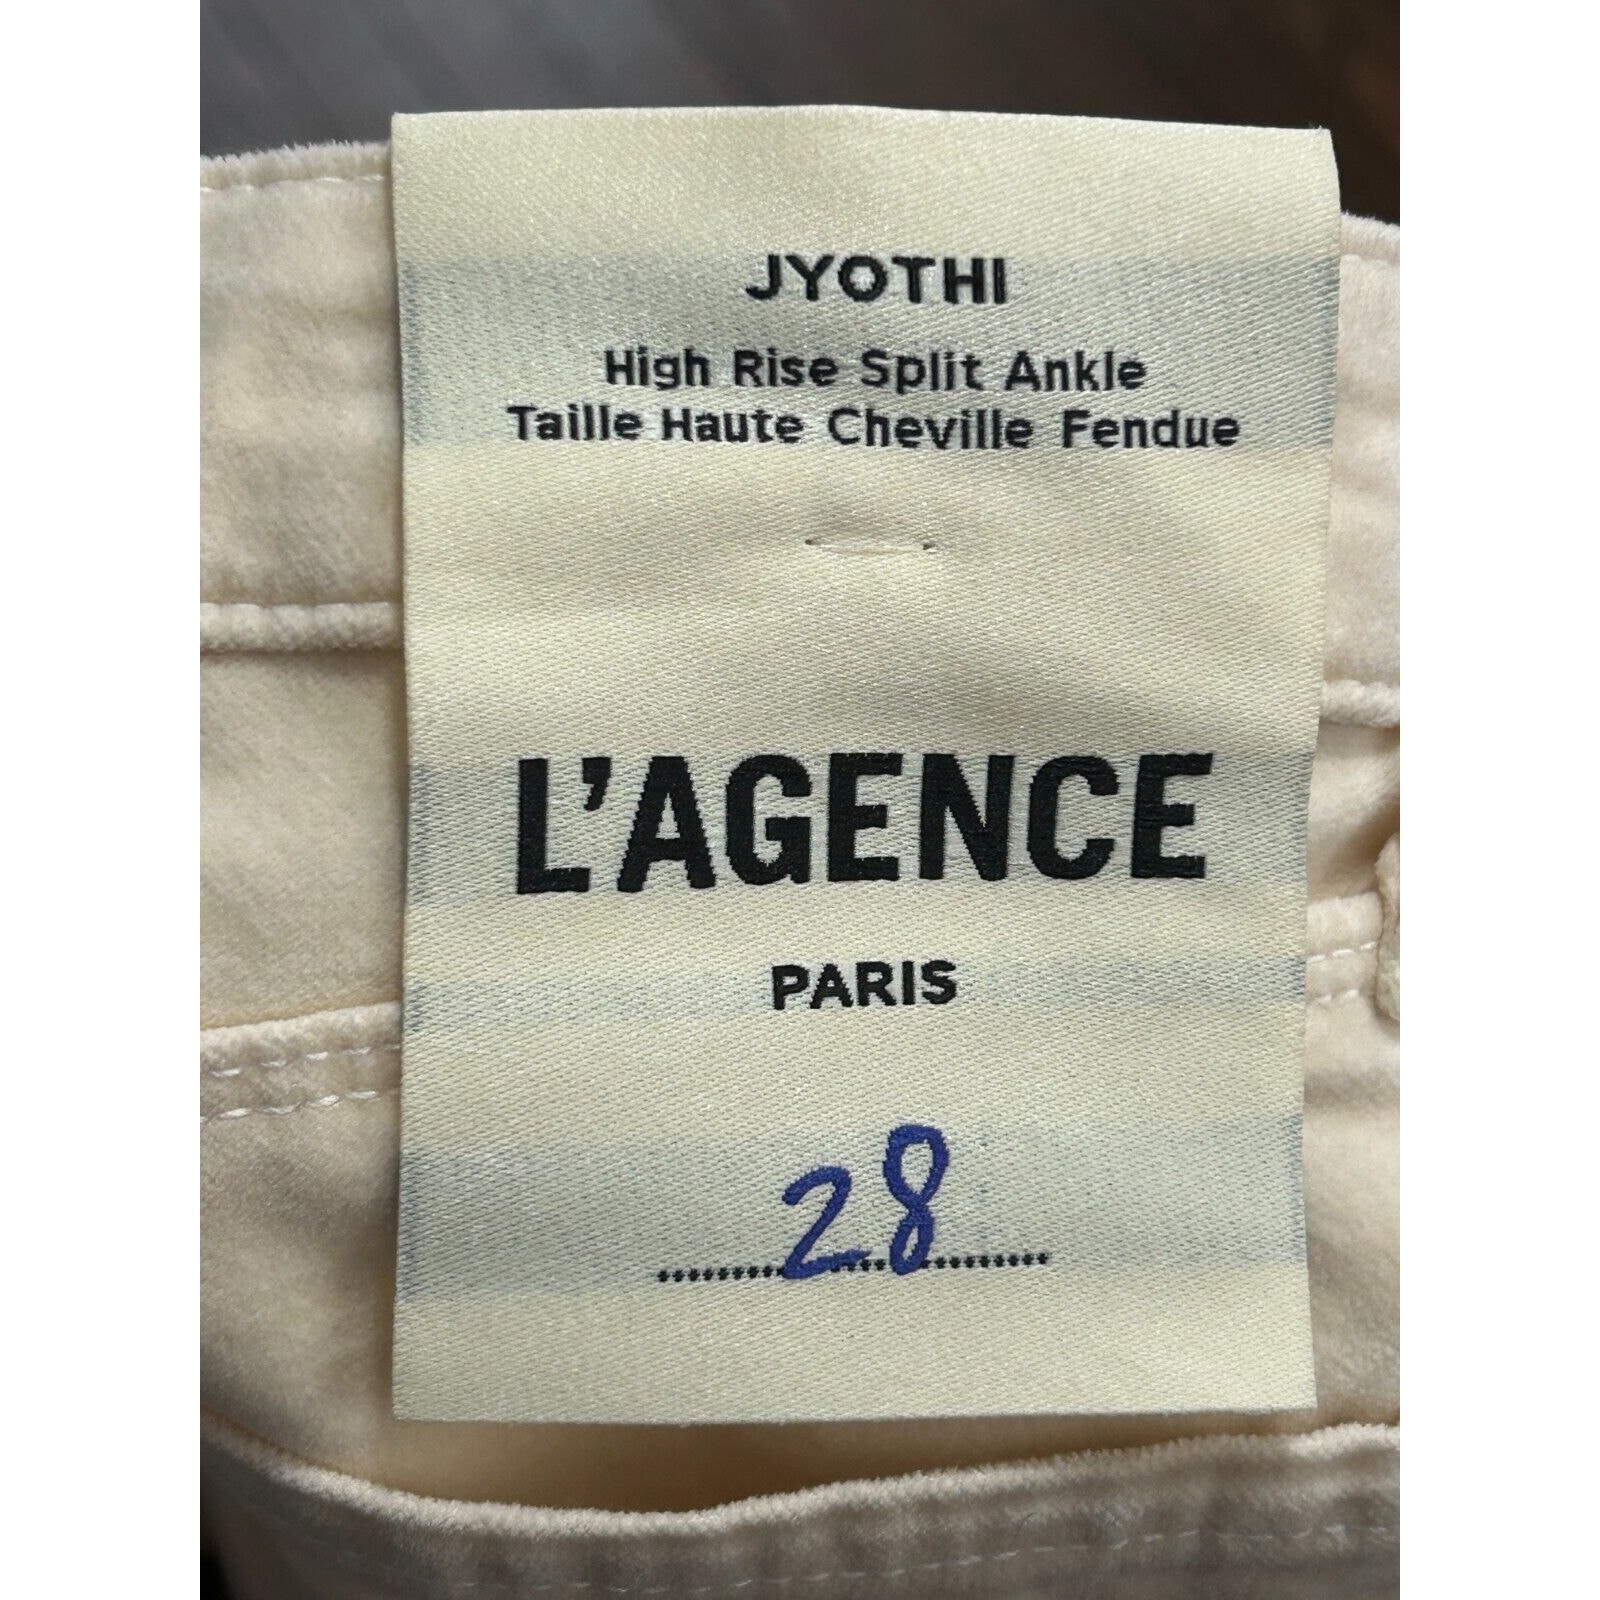 JYOTHI
High Rise Split Ankle
Taille Haute Cheville Fendue
L'AGENCE
PARIS
28